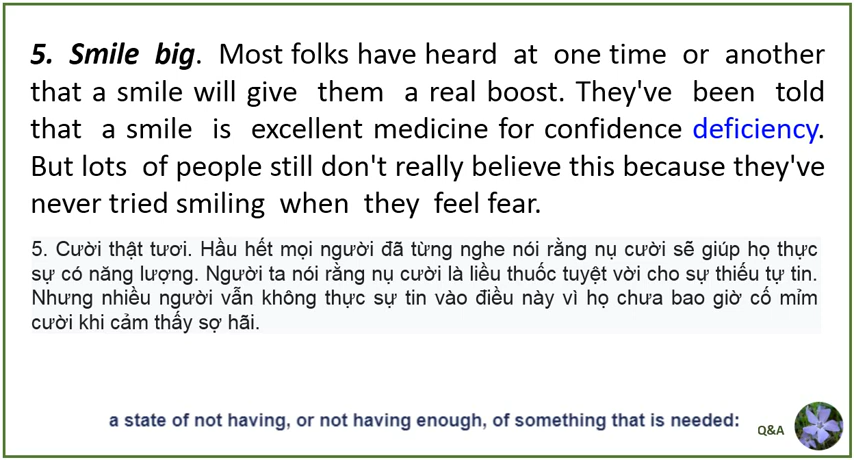 5. Smile big. Most folks have heard at one time or another
that a smile will give them a real boost. They've been told
that a smile is excellent medicine for confidence deficiency.
But lots of people still don't really believe this because they've
never tried smiling when they feel fear.
5. Cười thật tươi. Hầu hết mọi người đã từng nghe nói rằng nụ cười sẽ giúp họ thực
sự có năng lượng. Người ta nói rằng nụ cười là liều thuốc tuyệt vời cho sự thiếu tự tin.
Nhưng nhiều người vẫn không thực sự tin vào điều này vì họ chưa bao giờ cố mỉm
cười khi cảm thấy sợ hãi.
a state of not having, or not having enough, of something that is needed:
Q&A